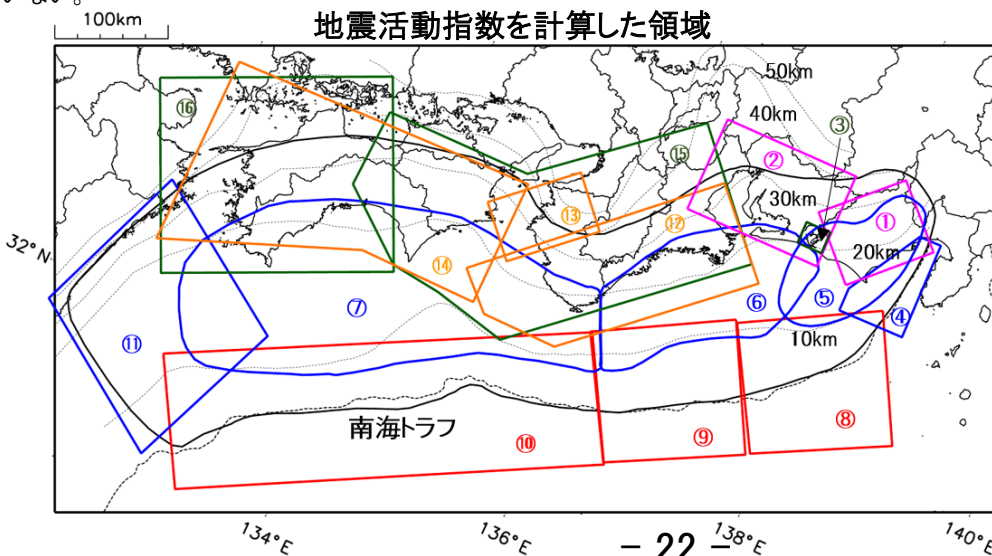 100km
地震活動指数を計算した領域
50km
40km
③
⑯
⑮
②
30km
⑬
⑫
①
32°N
20km
⑭
⑦
⑥
⑤
④
⑪
10km
南海トラフ
⑩
⑨
⑧
134°E
136°E
138°E
140°E
- 22 -